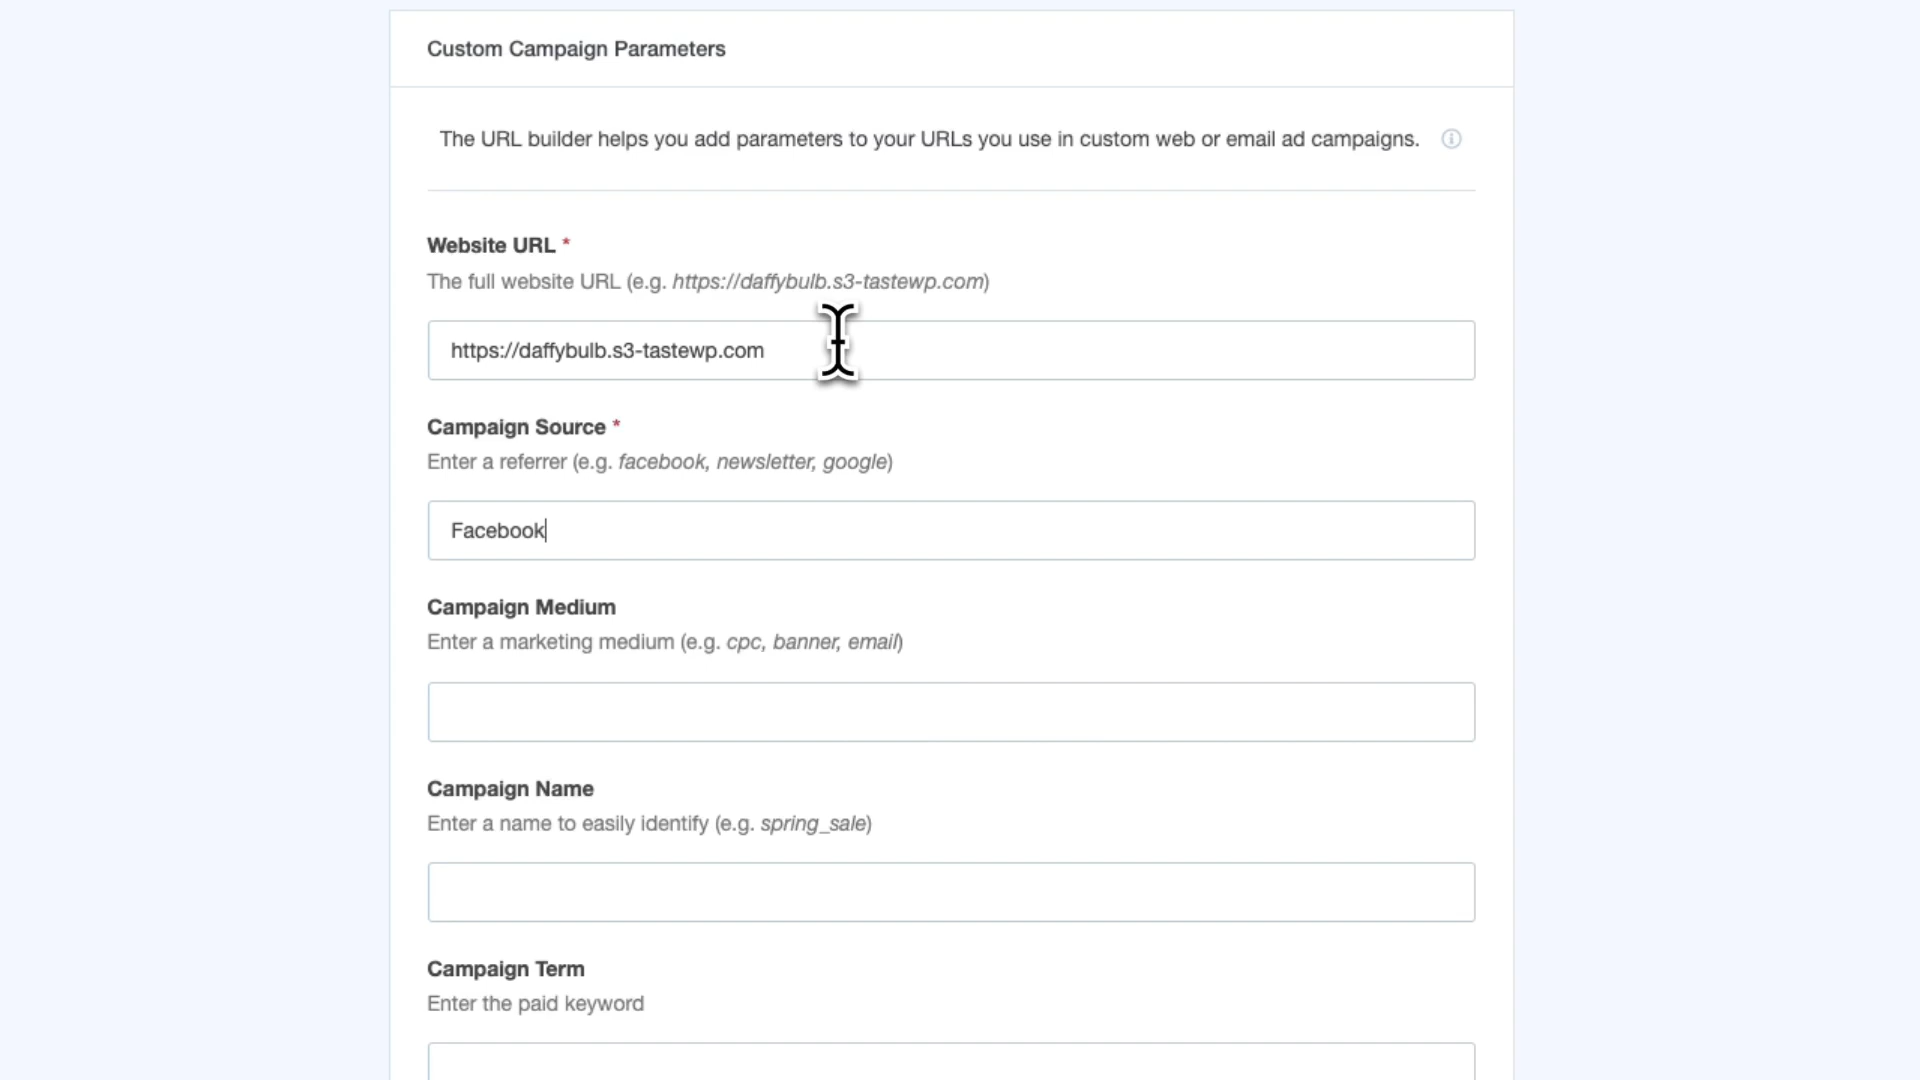 Custom Campaign Parameters
The URL builder helps you add parameters to your URLs you use in custom web or email ad campaigns.
Website URL *
The full website URL (e.g. https://daffybulb.s3-tastewp.com)
https://daffybulb.s3-tastewp.com
Campaign Source *
Enter a referrer (e.g. facebook, newsletter, google)
Facebook
Campaign Medium
Enter a marketing medium (e.g. cpc, banner, email)
Campaign Name
Enter a name to easily identify (e.g. spring_sale)
Campaign Term
Enter the paid keyword